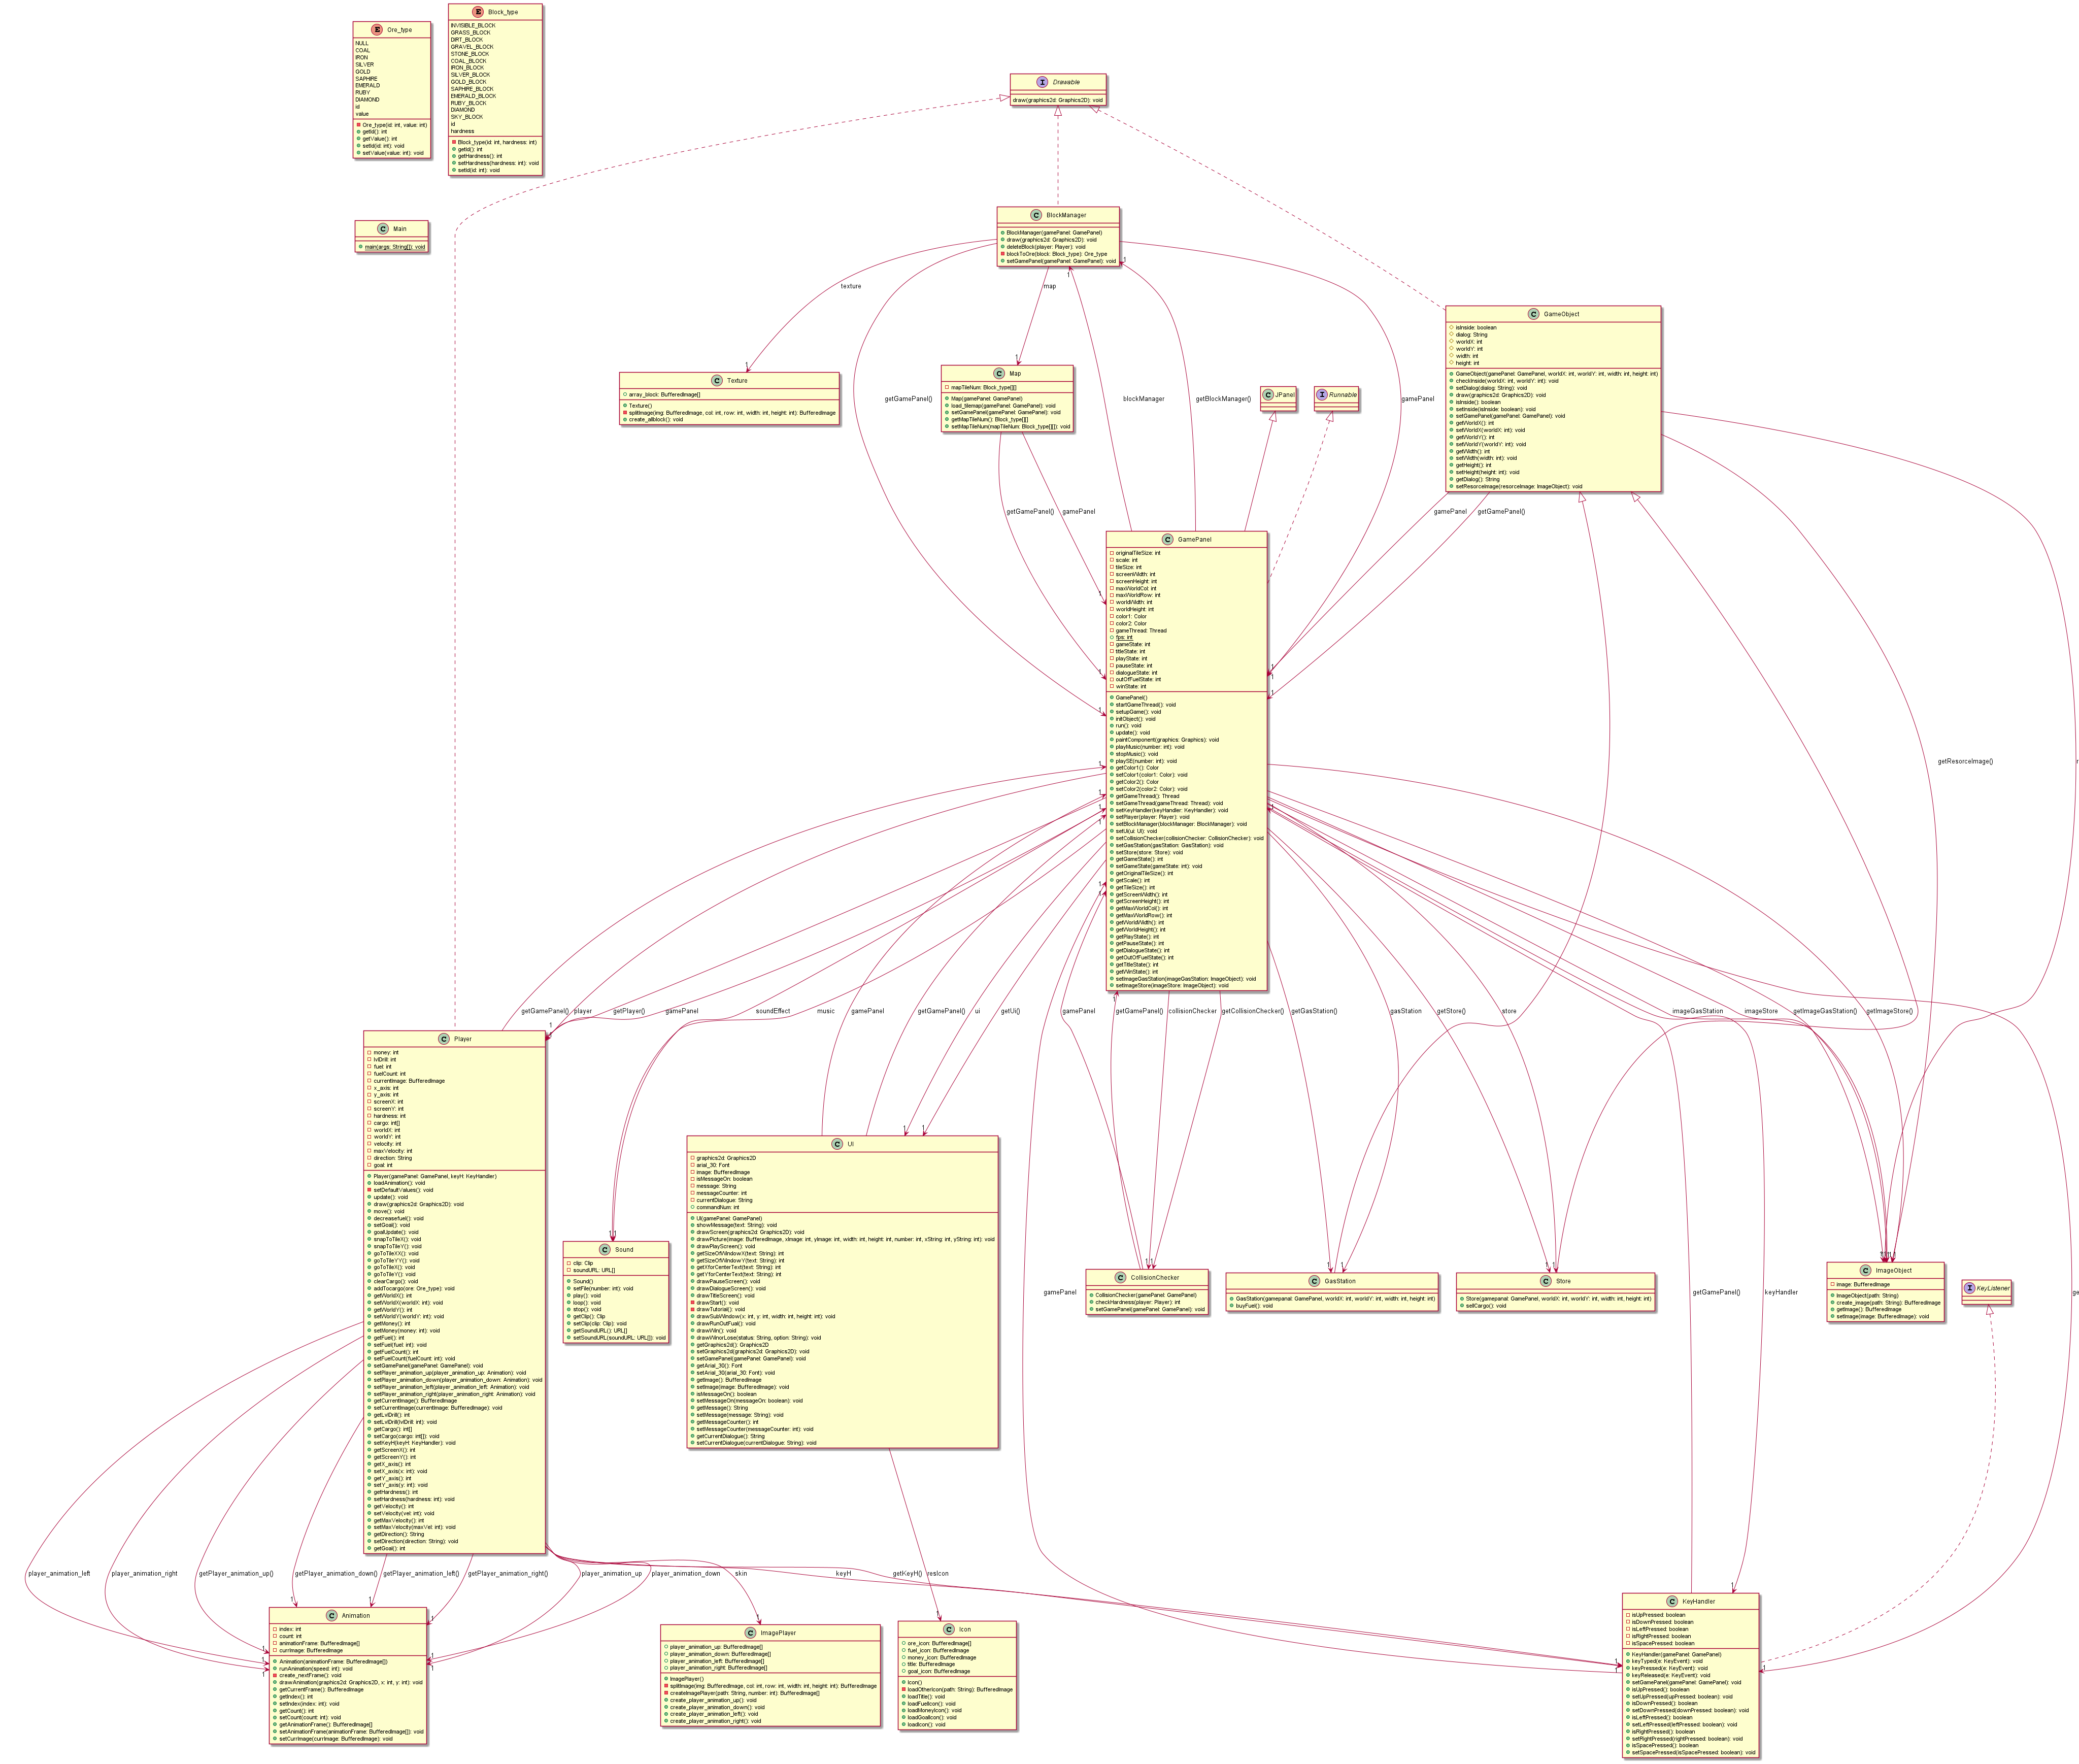 Ore_type
NULL
COAL
IRON
SILVER
GOLD
SAPHIRE
EMERALD
RUBY
DIAMOND
id
value
Ore_type(id: int, value: int)
getId(): int
getValue(): int
setId(id: int): void
setValue(value: int): void
Block_type
INVISIBLE_BLOCK
GRASS_BLOCK
DIRT_BLOCK
GRAVEL_BLOCK
STONE_BLOCK
COAL_BLOCK
IRON_BLOCK
SILVER_BLOCK
GOLD_BLOCK
SAPHIRE_BLOCK
EMERALD_BLOCK
RUBY_BLOCK
DIAMOND
SKY_BLOCK
id
hardness
Block_type(id: int, hardness: int)
getId(): int
getHardness(): int
setHardness(hardness: int): void
setId(id: int): void
Drawable
draw(graphics2d: Graphics2D): void
Main
main(args: String[]): void
BlockManager
BlockManager(gamePanel: GamePanel)
draw(graphics2d: Graphics2D): void
deleteBlock(player: Player): void
blockToOre(block: Block_type): Ore_type
setGamePanel(gamePanel: GamePanel): void
texture
map
getGamePanel()
blockManager
getBlockManager()
gamePanel
GameObject
isInside: boolean
dialog: String
worldX: int
worldY: int
width: int
height: int
GameObject(gamePanel: GamePanel, worldX: int, worldY: int, width: int, height: int)
checkInside(worldX: int, worldY: int): void
setDialog(dialog: String): void
draw(graphics2d: Graphics2D): void
isInside(): boolean
setInside(isInside: boolean): void
setGamePanel(gamePanel: GamePanel): void
getWorldX(): int
setWorldX(worldX: int): void
getWorldY(): int
setWorldY(worldY: int): void
getWidth(): int
setWidth(width: int): void
getHeight(): int
setHeight(height: int): void
getDialog(): String
setResorceImage(resorceImage: ImageObject): void
Texture
array_block: BufferedImage[]
Texture()
splitImage(img: BufferedImage, col: int, row: int, width: int, height: int): BufferedImage
create_allblock(): void
Map
mapTileNum: Block_type[][]
Map(gamePanel: GamePanel)
load_tilemap(gamePanel: GamePanel): void
setGamePanel(gamePanel: GamePanel): void
getMapTileNum(): Block_type[][]
setMapTileNum(mapTileNum: Block_type[][]): void
JPanel
Runnable
getGamePanel()
gamePanel
gamePanel
getGamePanel()
GamePanel
originalTileSize: int
scale: int
tileSize: int
screenWidth: int
screenHeight: int
maxWorldCol: int
maxWorldRow: int
worldWidth: int
worldHeight: int
color1: Color
color2: Color
gameThread: Thread
fps: int
gameState: int
titleState: int
playState: int
pauseState: int
dialogueState: int
outOfFuelState: int
winState: int
GamePanel()
startGameThread(): void
setupGame(): void
initObject(): void
run(): void
update(): void
paintComponent(graphics: Graphics): void
playMusic(number: int): void
stopMusic(): void
playSE(number: int): void
getColor1(): Color
setColor1(color1: Color): void
getColor2(): Color
setColor2(color2: Color): void
getGameThread(): Thread
setGameThread(gameThread: Thread): void
setKeyHandler(keyHandler: KeyHandler): void
setPlayer(player: Player): void
setBlockManager(blockManager: BlockManager): void
setUi(ui: UI): void
setCollisionChecker(collisionChecker: CollisionChecker): void
setGasStation(gasStation: GasStation): void
setStore(store: Store): void
getGameState(): int
setGameState(gameState: int): void
getOriginalTileSize(): int
getScale(): int
getTileSize(): int
getScreenWidth(): int
getScreenHeight(): int
getMaxWorldCol(): int
getMaxWorldRow(): int
getWorldWidth(): int
getWorldHeight(): int
getPlayState(): int
getPauseState(): int
getDialogueState(): int
getOutOfFuelState(): int
getTitleState(): int
getWinState(): int
setImageGasStation(imageGasStation: ImageObject): void
setImageStore(imageStore: ImageObject): void
getResorceImage()
getGamePanel()
player
getPlayer()
gamePanel
soundEffect
music
gamePanel
getGamePanel()
ui
getUi()
gamePanel
getGamePanel()
collisionChecker
getCollisionChecker()
getGasStation()
gasStation
getStore()
store
imageGasStation
imageStore
getImageGasStation()
getImageStore()
gamePanel
getGamePanel()
keyHandler
Player
money: int
lvlDrill: int
fuel: int
fuelCount: int
currentImage: BufferedImage
x_axis: int
y_axis: int
screenX: int
screenY: int
hardness: int
cargo: int[]
worldX: int
worldY: int
velocity: int
maxVelocity: int
direction: String
goal: int
Player(gamePanel: GamePanel, keyH: KeyHandler)
loadAnimation(): void
setDefaultValues(): void
update(): void
draw(graphics2d: Graphics2D): void
move(): void
decreasefuel(): void
setGoal(): void
goalUpdate(): void
snapToTileX(): void
snapToTileY(): void
goToTileXX(): void
goToTileYY(): void
goToTileX(): void
goToTileY(): void
clearCargo(): void
addTocargo(ore: Ore_type): void
getWorldX(): int
setWorldX(worldX: int): void
getWorldY(): int
setWorldY(worldY: int): void
getMoney(): int
setMoney(money: int): void
getFuel(): int
setFuel(fuel: int): void
getFuelCount(): int
setFuelCount(fuelCount: int): void
setGamePanel(gamePanel: GamePanel): void
setPlayer_animation_up(player_animation_up: Animation): void
setPlayer_animation_down(player_animation_down: Animation): void
setPlayer_animation_left(player_animation_left: Animation): void
setPlayer_animation_right(player_animation_right: Animation): void
getCurrentImage(): BufferedImage
setCurrentImage(currentImage: BufferedImage): void
getLvlDrill(): int
setLvlDrill(lvlDrill: int): void
getCargo(): int[]
setCargo(cargo: int[]): void
setKeyH(keyH: KeyHandler): void
getScreenX(): int
getScreenY(): int
getX_axis(): int
setX_axis(x: int): void
getY_axis(): int
setY_axis(y: int): void
getHardness(): int
setHardness(hardness: int): void
getVelocity(): int
setVelocity(vel: int): void
getMaxVelocity(): int
setMaxVelocity(maxVel: int): void
getDirection(): String
setDirection(direction: String): void
getGoal(): int
Sound
clip: Clip
soundURL: URL[]
Sound()
setFile(number: int): void
play(): void
loop(): void
stop(): void
getClip(): Clip
setClip(clip: Clip): void
getSoundURL(): URL[]
setSoundURL(soundURL: URL[]): void
UI
graphics2d: Graphics2D
arial_30: Font
image: BufferedImage
isMessageOn: boolean
message: String
messageCounter: int
currentDialogue: String
commandNum: int
UI(gamePanel: GamePanel)
showMessage(text: String): void
drawScreen(graphics2d: Graphics2D): void
drawPicture(image: BufferedImage, xImage: int, yImage: int, width: int, height: int, number: int, xString: int, yString: int): void
drawPlayScreen(): void
getSizeOfWindowX(text: String): int
getSizeOfWindowY(text: String): int
getXforCenterText(text: String): int
getYforCenterText(text: String): int
drawPauseScreen(): void
drawDialogueScreen(): void
drawTitleScreen(): void
drawStart(): void
drawTutorial(): void
drawSubWindow(x: int, y: int, width: int, height: int): void
drawRunOutFual(): void
drawWin(): void
drawWinorLose(status: String, option: String): void
getGraphics2d(): Graphics2D
setGraphics2d(graphics2d: Graphics2D): void
setGamePanel(gamePanel: GamePanel): void
getArial_30(): Font
setArial_30(arial_30: Font): void
getImage(): BufferedImage
setImage(image: BufferedImage): void
isMessageOn(): boolean
setMessageOn(messageOn: boolean): void
getMessage(): String
setMessage(message: String): void
getMessageCounter(): int
setMessageCounter(messageCounter: int): void
getCurrentDialogue(): String
setCurrentDialogue(currentDialogue: String): void
CollisionChecker
CollisionChecker(gamePanel: GamePanel)
checkHardness(player: Player): int
setGamePanel(gamePanel: GamePanel): void
GasStation
GasStation(gamepanal: GamePanel, worldX: int, worldY: int, width: int, height: int)
buyFuel(): void
Store
Store(gamepanal: GamePanel, worldX: int, worldY: int, width: int, height: int)
setCargo(): void
ImageObject
image: BufferedImage
ImageObject(path: String)
create_image(path: String): BufferedImage
getImage(): BufferedImage
setImage(image: BufferedImage): void
KeyListener
player_animation_left
player_animation_right
getPlayer_animation_up()
getPlayer_animation_down()
getPlayer_animation_left()
getPlayer_animation_right()
player_animation_up
player_animation_down
skin
keyH
getKeyH()
resIcon
Animation
index: int
count: int
animationFrame: BufferedImage[]
currImage: BufferedImage
Animation(animationFrame: BufferedImage[])
runAnimation(speed: int): void
create_nextFrame(): void
drawAnimation(graphics2d: Graphics2D, x: int, y: int): void
getCurrentFrame(): BufferedImage
getIndex(): int
setIndex(index: int): void
getCount(): int
setCount(count: int): void
getAnimationFrame(): BufferedImage[]
setAnimationFrame(animationFrame: BufferedImage[]): void
setCurrImage(currImage: BufferedImage): void
ImagePlayer
player_animation_up: BufferedImage[]
player_animation_down: BufferedImage[]
player_animation_left: BufferedImage[]
player_animation_right: BufferedImage[]
ImagePlayer()
splitImage(img: BufferedImage, col: int, row: int, width: int, height: int): BufferedImage
createImagePlayer(path: String, number: int): BufferedImage[]
create_player_animation_up(): void
create_player_animation_down(): void
create_player_animation_left(): void
create_player_animation_right(): void
Icon
ore_icon: BufferedImage[]
fuel_icon: BufferedImage
money_icon: BufferedImage
title: BufferedImage
goal_icon: BufferedImage
Icon()
loadOtherIcon(path: String): BufferedImage
loadTitle(): void
loadFuelIcon(): void
loadMoneyIcon(): void
loadGoalIcon(): void
loadIcon(): void
KeyHandler
isUpPressed: boolean
isDownPressed: boolean
isLeftPressed: boolean
isRightPressed: boolean
isSpacePressed: boolean
KeyHandler(gamePanel: GamePanel)
keyTyped(e: KeyEvent): void
keyPressed(e: KeyEvent): void
keyReleased(e: KeyEvent): void
setGamePanel(gamePanel: GamePanel): void
isUpPressed(): boolean
setUpPressed(upPressed: boolean): void
isDownPressed(): boolean
setDownPressed(downPressed: boolean): void
isLeftPressed(): boolean
setLeftPressed(leftPressed: boolean): void
isRightPressed(): boolean
setRightPressed(rightPressed: boolean): void
isSpacePressed(): boolean
setSpacePressed(isSpacePressed: boolean): void